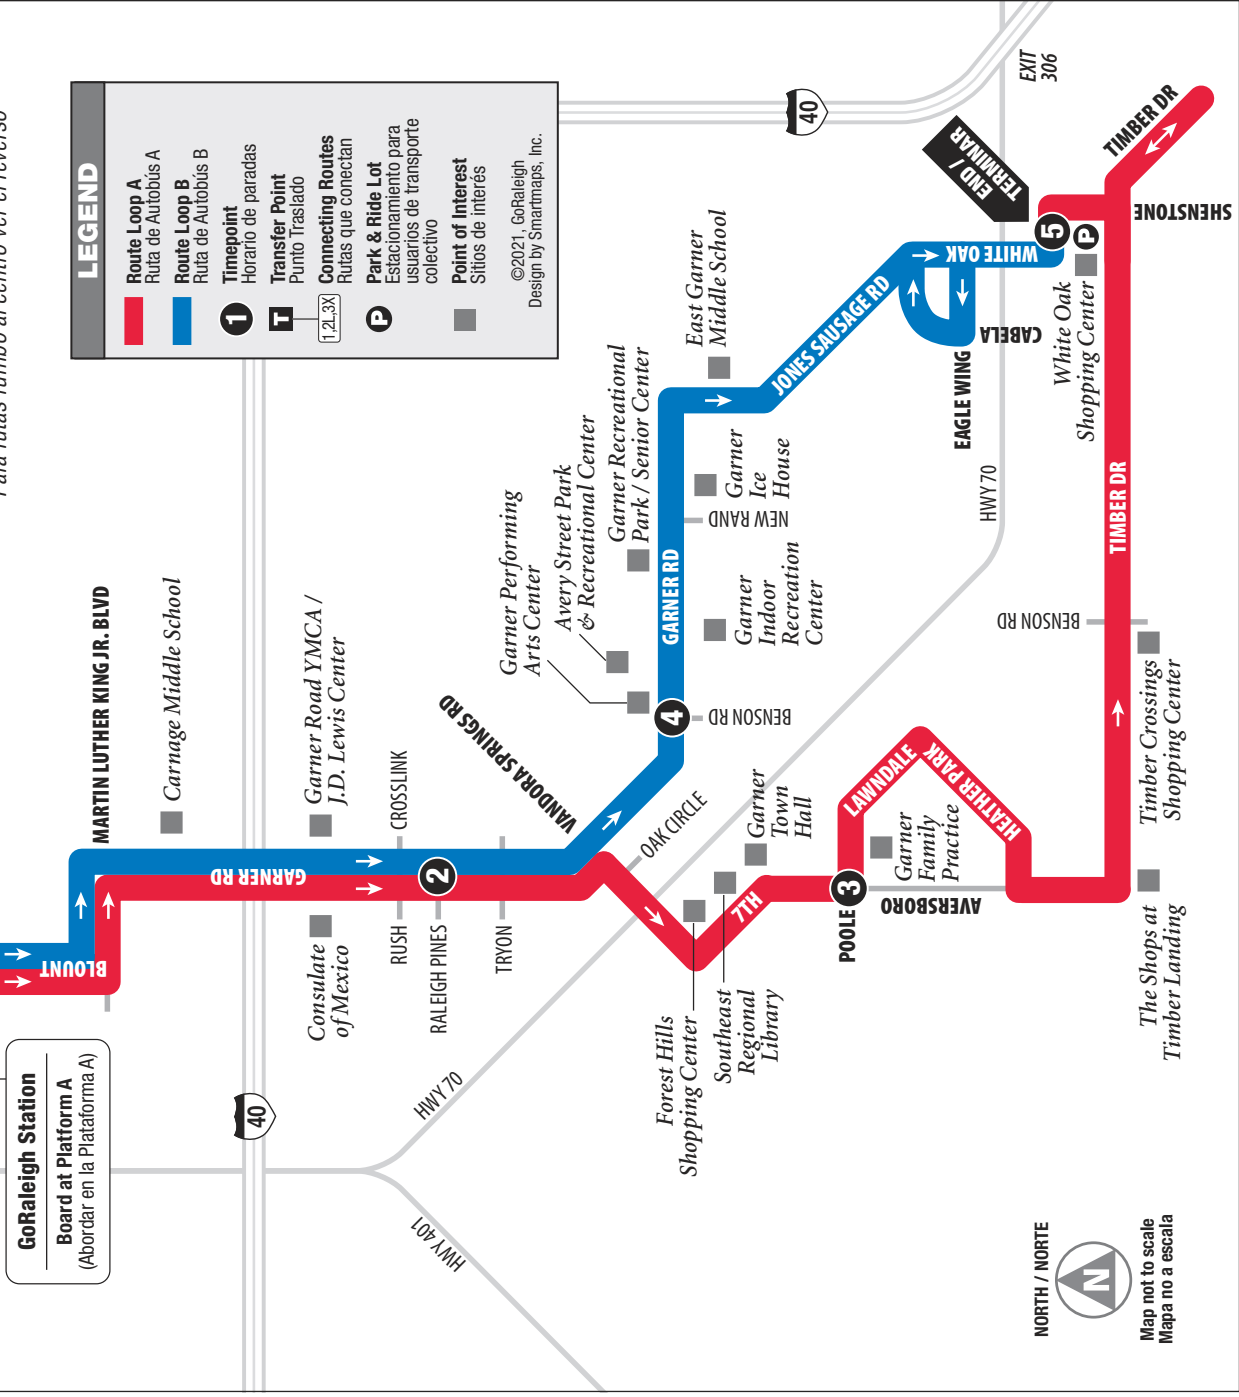 LEGEND
Route Loop A
Ruta de Autobús A
Route Loop B
Ruta de Autobús B
1
Timepoint
Horario de paradas
T
Transfer Point
Punto Traslado
1,2L,3X
Connecting Routes
Rutas que conectan
P
Park & Ride Lot
Estacionamiento para
usuarios de transporte
colectivo
Point of Interest
Sitios de interés
©2021, GoRaleigh
Design by Smartmaps, Inc.
GoRaleigh Station
Board at Platform A
(Abordar en la Plataforma A)
BLOUNT
MARTIN LUTHER KING JR. BLVD
Carnage Middle School
40
40
EXIT
306
GARNER RD
Garner Road YMCA /
J.D. Lewis Center
Consulate
of Mexico
RUSH
CROSSLINK
2
RALEIGH PINES
TRYON
HWY 70
HWY 401
VANDORA SPRINGS RD
OAK CIRCLE
Garner Performing
Arts Center
Avery Street Park
& Recreational Center
Garner Recreational
Park / Senior Center
East Garner
Middle School
4
BENSON RD
GARNER RD
NEW RAND
Garner
Indoor
Recreation
Center
Garner
Ice
House
JONES SAUSAGE RD
EAGLE WING
CABELA
WHITE OAK
END /
TERMINAR
5
P
White Oak
Shopping Center
HWY 70
Forest Hills
Shopping Center
Southeast
Regional
Library
7TH
Garner
Town
Hall
POOLE
3
LAWNDALE
HEATHER PARK
Garner
Family
Practice
AVERSBORO
BENSON RD
TIMBER DR
SHENSTONE
TIMBER DR
The Shops at
Timber Landing
Timber Crossings
Shopping Center
NORTH / NORTE
N
Map not to scale
Mapa no a escala